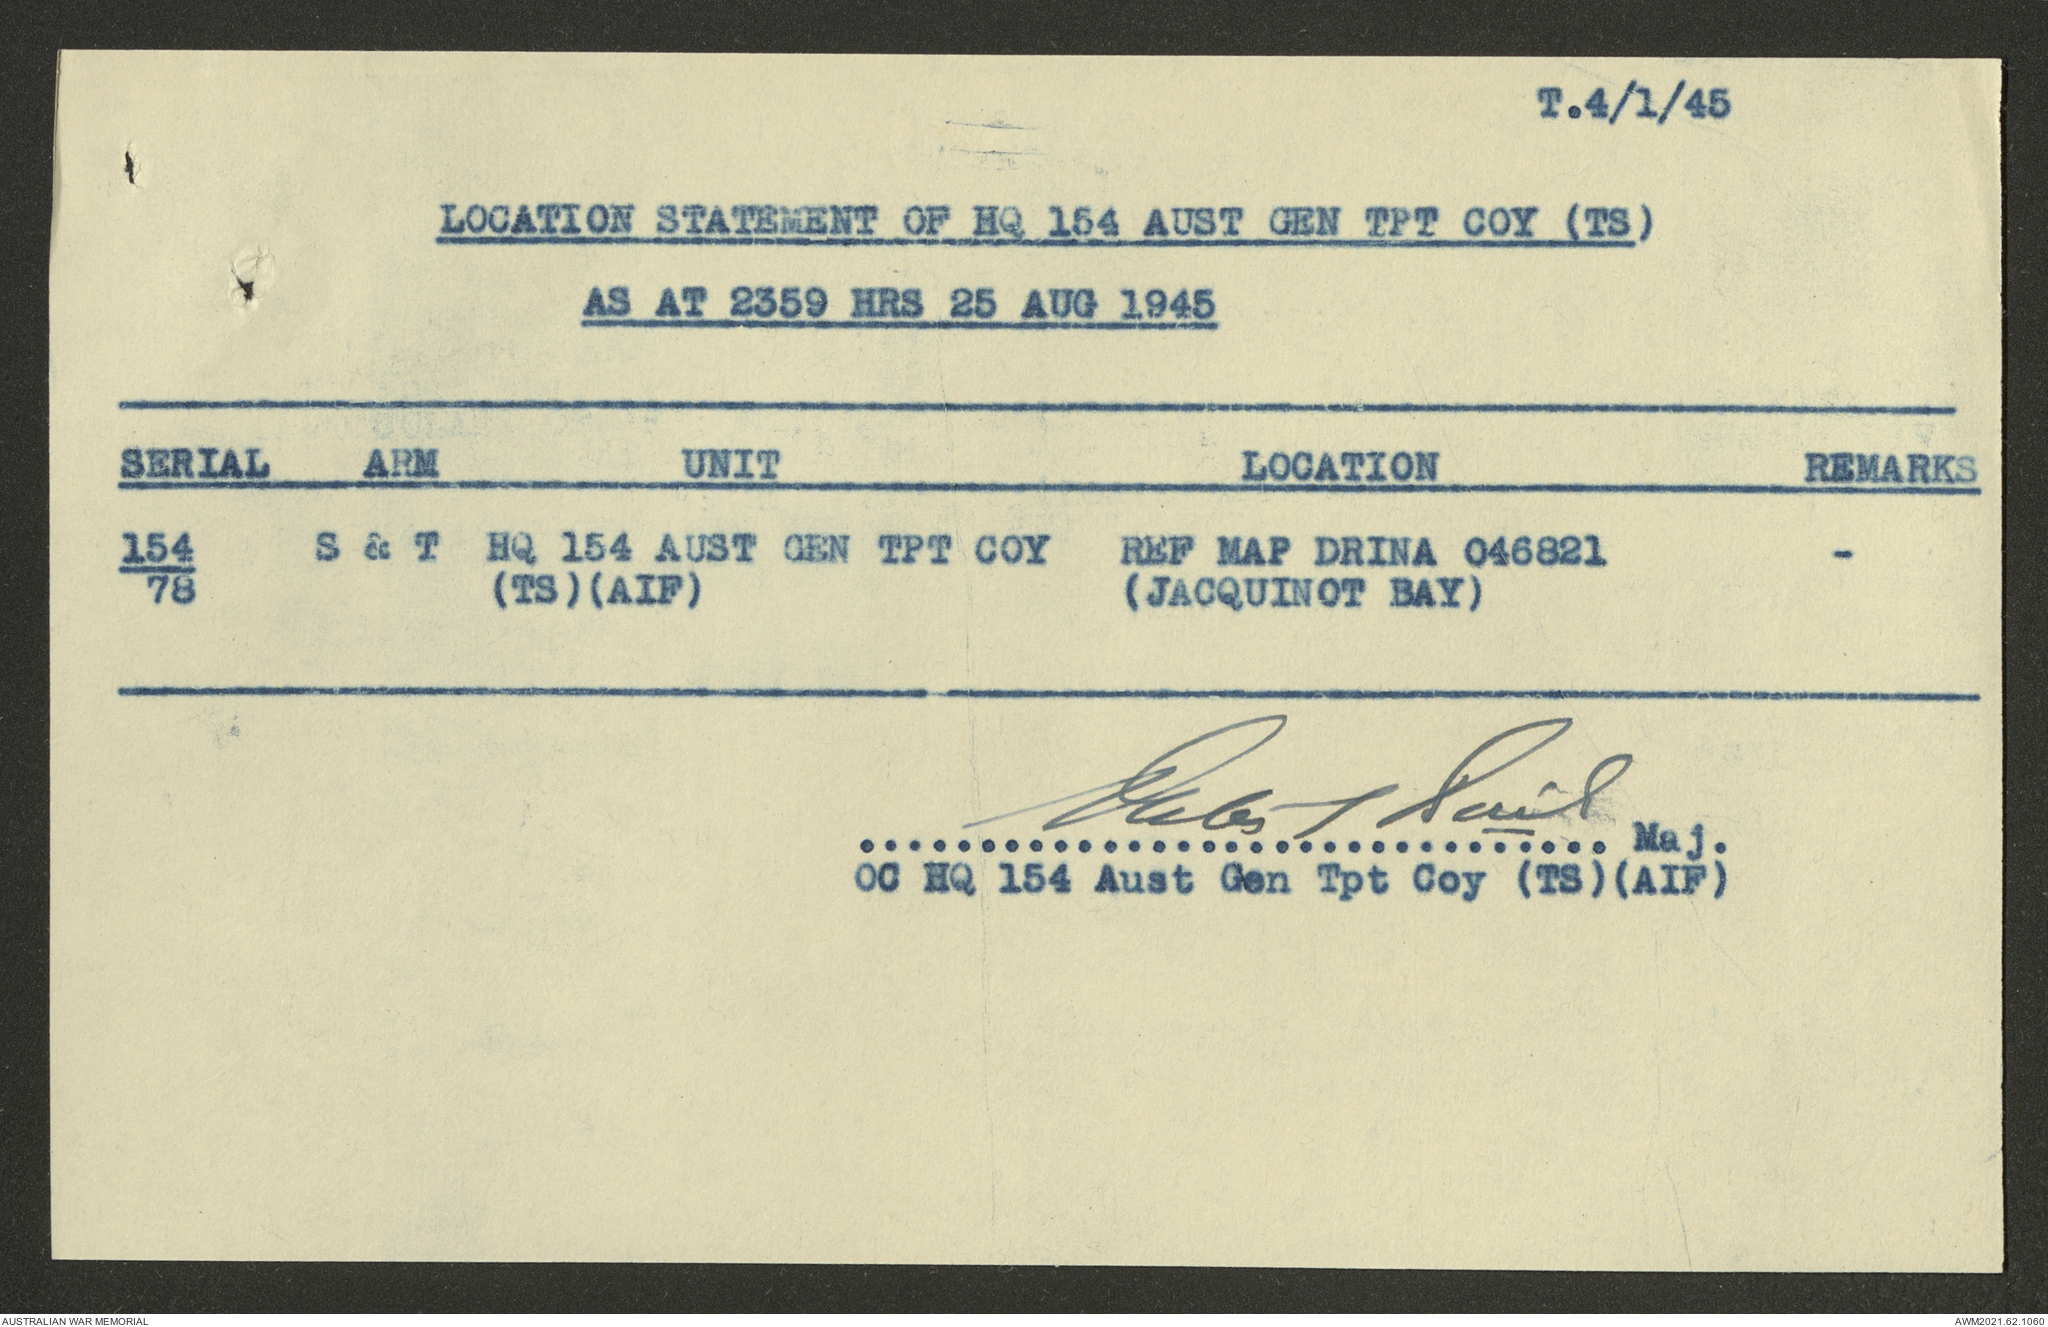 T.4/1/45
LOCATION STATEMENT OF HQ 154 AUST GEN TPT COY (TS)
AS AT 2359 HRS 25 AUG 1945
SERIAL ARM UNIT LOCATION REMARKS
154 S & T HQ 154 AUST GEN TPT COY REF MAP DRINA 046821 -
78 (TS)(AIF) (JACQUINOT BAY)
................................ Maj.
OC HQ 154 Aust Gen Tpt Coy (TS)(AIF)
AUSTRALIAN WAR MEMORIAL AWM2021.62.1060